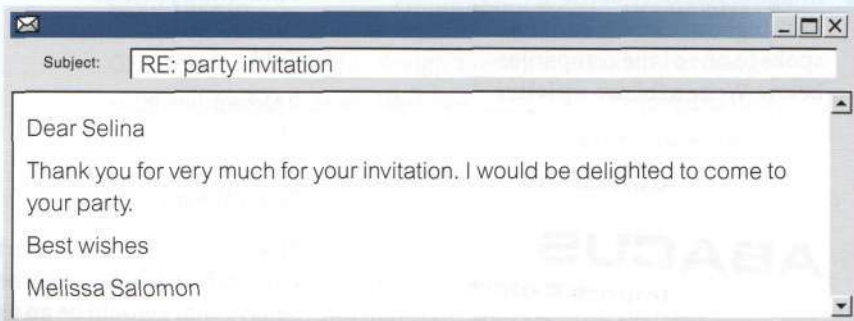 Subject: RE: party invitation
Dear Selina
Thank you for very much for your invitation. I would be delighted to come to
your party.
Best wishes
Melissa Salomon